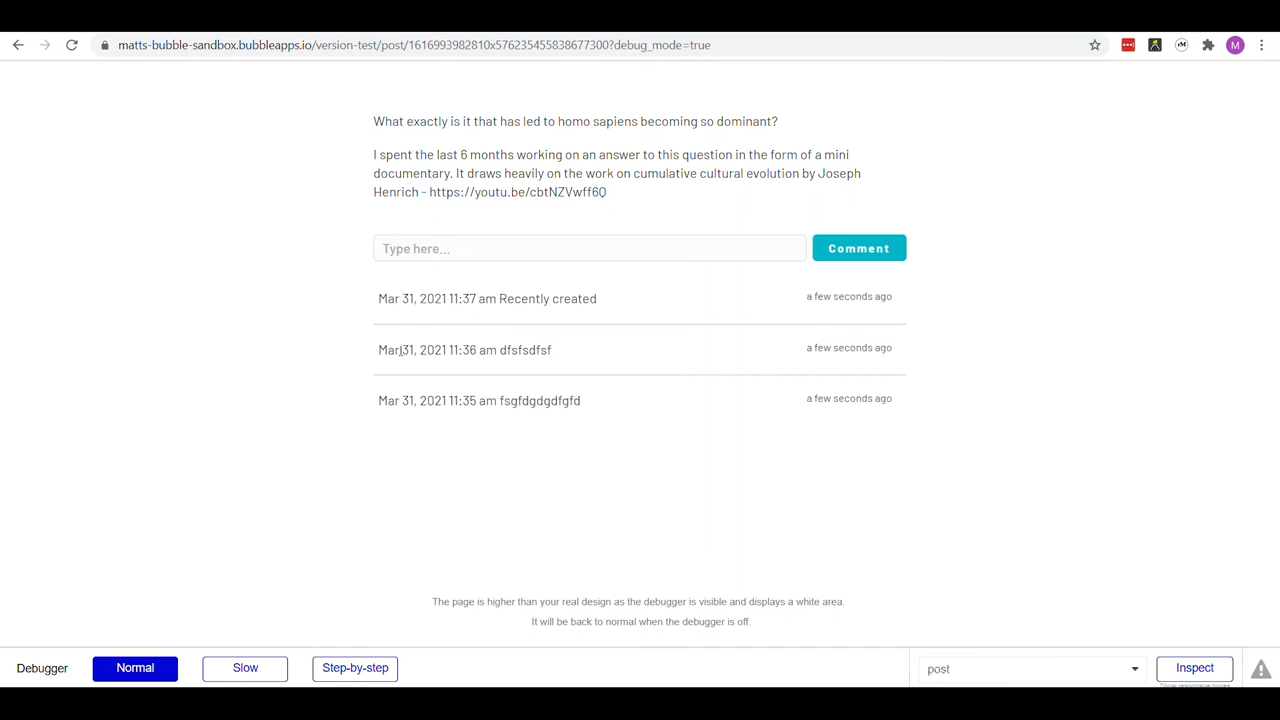 matts-bubble-sandbox.bubbleapps.io/version-test/post/1616993982810x576235455838677300?debug_mode=true
M
What exactly is it that has led to homo sapiens becoming so dominant?
I spent the last 6 months working on an answer to this question in the form of a mini
documentary. It draws heavily on the work on cumulative cultural evolution by Joseph
Henrich - https://youtu.be/cbtNZVwff6Q
Type here...
Comment
Mar 31, 2021 11:37 am Recently created
a few seconds ago
Mar 31, 2021 11:36 am dfsfsdfsf
a few seconds ago
Mar 31, 2021 11:35 am fsgfdgdgdfgfd
a few seconds ago
The page is higher than your real design as the debugger is visible and displays a white area.
It will be back to normal when the debugger is off.
Debugger
Normal
Slow
Step-by-step
post
Inspect
Show responsive boxes